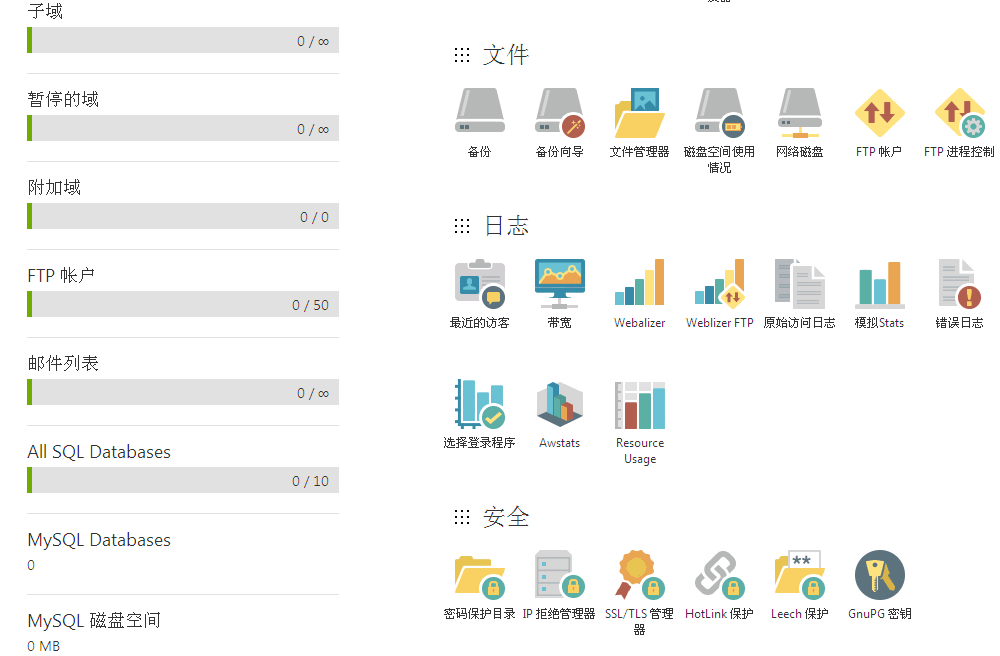 子域
0 / ∞
暂停的域
0 / ∞
附加域
0 / 0
FTP 帐户
0 / 50
邮件列表
0 / ∞
All SQL Databases
0 / 10
MySQL Databases
0
MySQL 磁盘空间
0 MB
文件
备份
备份向导
文件管理器
磁盘空间使用
情况
网络磁盘
FTP 帐户
FTP 进程控制
日志
最近的访客
带宽
Webalizer
Weblizer FTP
原始访问日志
模拟Stats
错误日志
选择登录程序
Awstats
Resource
Usage
安全
密码保护目录
IP 拒绝管理器
SSL/TLS 管理
器
HotLink 保护
**
Leech 保护
GnuPG 密钥